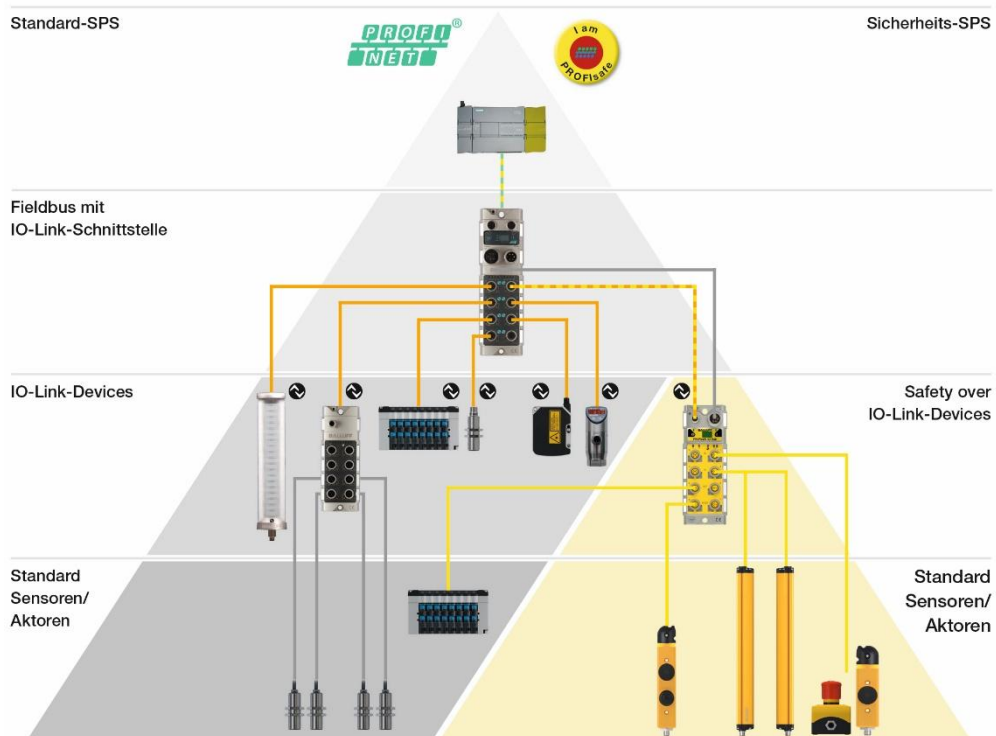 Standard-SPS
PROFI
NET
®
I am
PROFIsafe
Sicherheits-SPS
Fieldbus mit
IO-Link-Schnittstelle
IO-Link-Devices
Safety over
IO-Link-Devices
BALLUFF
Standard
Sensoren/
Aktoren
Standard
Sensoren/
Aktoren